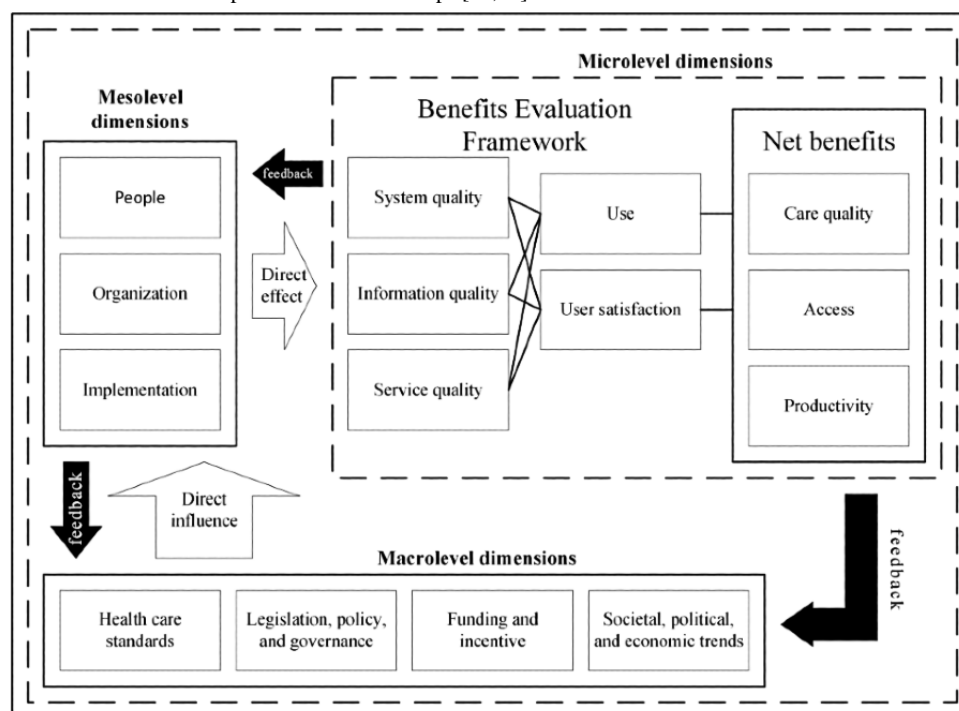 Microlevel dimensions
Mesolevel
dimensions
Benefits Evaluation
Framework
Net benefits
feedback
People
System quality
Use
Care quality
Direct
effect
Organization
Information quality
User satisfaction
Access
Implementation
Service quality
Productivity
feedback
Direct
influence
feedback
Macrolevel dimensions
Health care
standards
Legislation, policy,
and governance
Funding and
incentive
Societal, political,
and economic trends